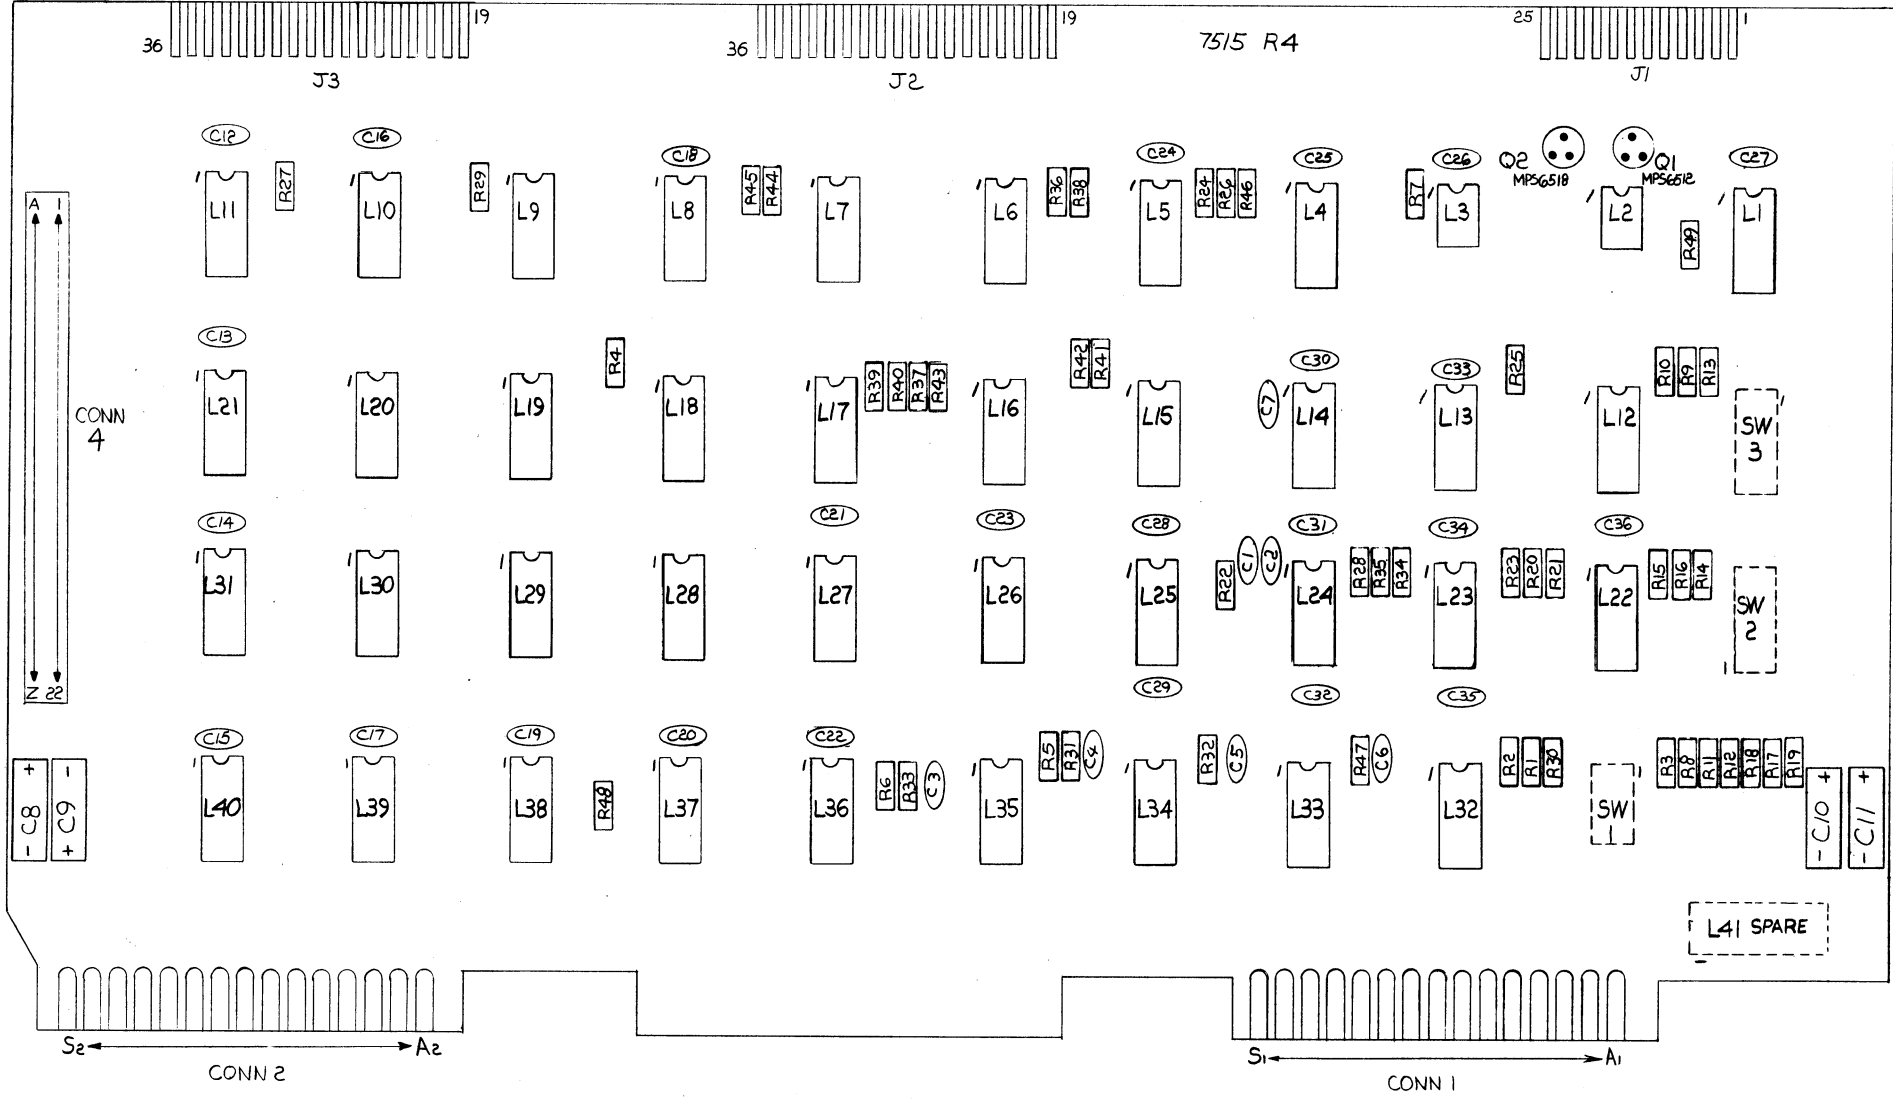 36 19
J3
36 19
J2
7515 R4
25 1
J1
C12 C16 C18 C24 C25 C26 C27
Q2 Q1
MPS6518 MPS6512
L11 R27 L10 R29 L9 L8 R45 R44 L7 L6 R36 R38 L5 R24 R26 R46 L4 R7 L3 L2 R49 L1
A 1
CONN
4
Z 22
C13 C30 C33
L21 L20 L19 R4 L18 L17 R39 R40 R37 R43 L16 R42 R41 L15 C7 L14 L13 R25 L12 R10 R9 R13
SW
3
C14 C21 C23 C28 C31 C34 C36
L31 L30 L29 L28 L27 L26 L25 R22 C1 C2 L24 R28 R35 R34 L23 R23 R20 R21 L22 R15 R16 R14
SW
2
C29 C32 C35
C15 C17 C19 C20 C22
- C8 + + C9 -
L40 L39 L38 R48 L37 L36 R6 R33 C3 L35 R5 R31 C4 L34 R32 C5 L33 R47 C6 L32 R2 R1 R30
SW
1
R3 R8 R11 R12 R18 R17 R19
- C10 + - C11 +
L41 SPARE
S2 A2
CONN 2
S1 A1
CONN 1